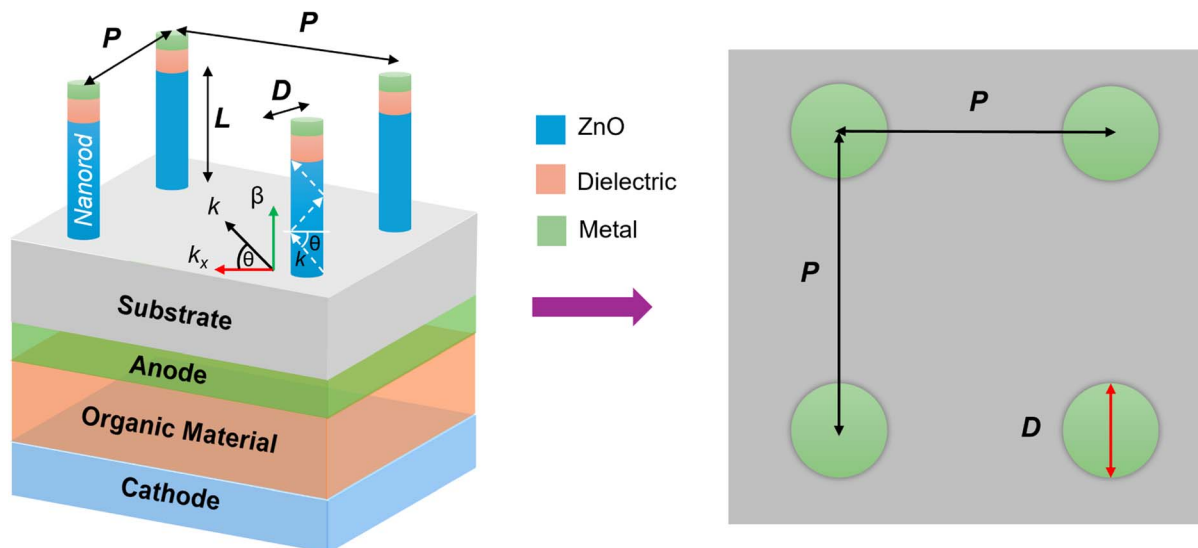 P
P
D
L
Nanorod
β
k
θ
kₓ
θ
k
Substrate
Anode
Organic Material
Cathode
ZnO
Dielectric
Metal
P
P
D